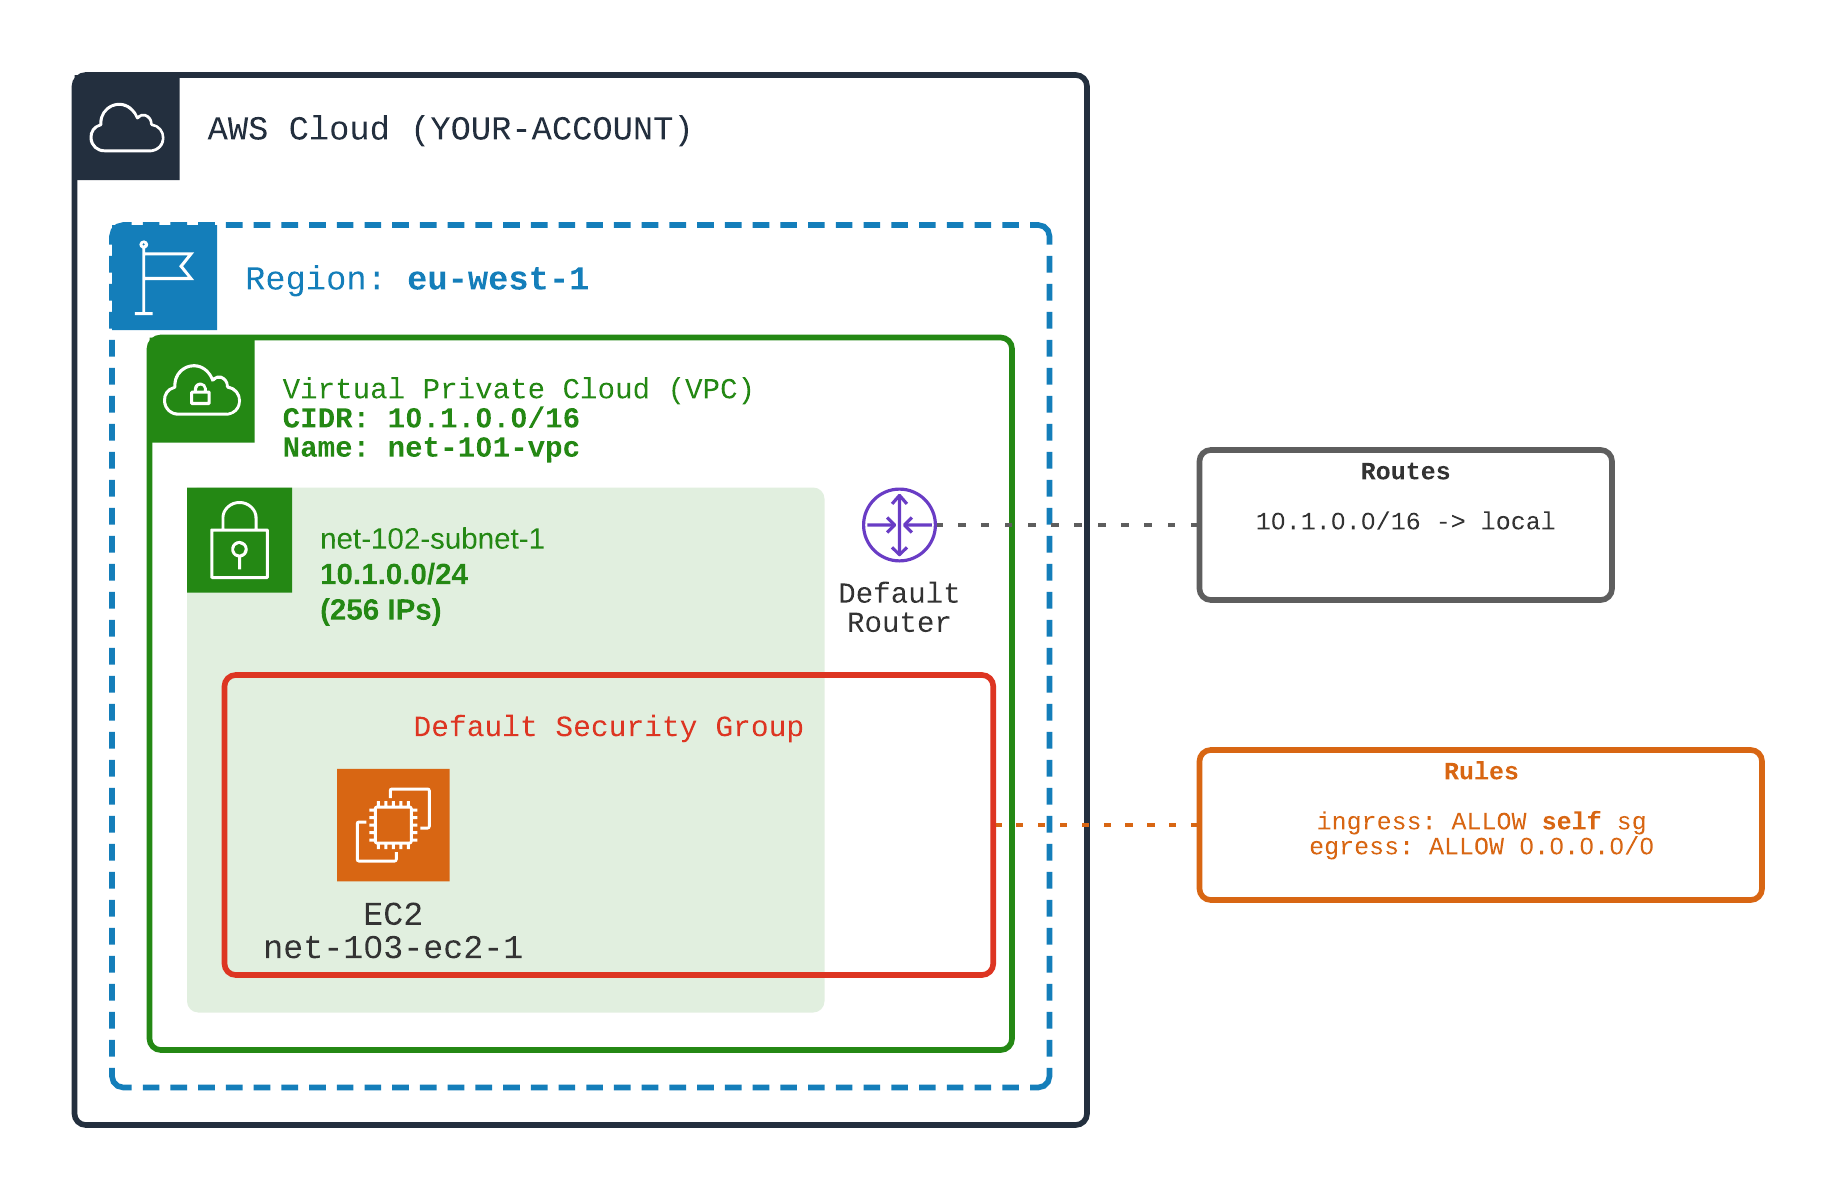 AWS Cloud (YOUR-ACCOUNT)
Region: eu-west-1
Virtual Private Cloud (VPC)
CIDR: 10.1.0.0/16
Name: net-101-vpc
net-102-subnet-1
10.1.0.0/24
(256 IPs)
Default
Router
Routes
10.1.0.0/16 -> local
Default Security Group
EC2
net-103-ec2-1
Rules
ingress: ALLOW self sg
egress: ALLOW 0.0.0.0/0